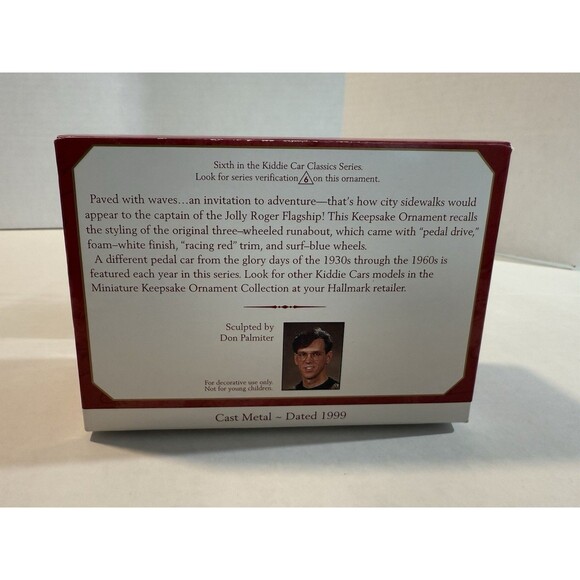 Sixth in the Kiddie Car Classics Series.
Look for series verification 6 on this ornament.
Paved with waves...an invitation to adventure—that's how city sidewalks would
appear to the captain of the Jolly Roger Flagship! This Keepsake Ornament recalls
the styling of the original three–wheeled runabout, which came with "pedal drive,"
foam–white finish, "racing red" trim, and surf–blue wheels.
A different pedal car from the glory days of the 1930s through the 1960s is
featured each year in this series. Look for other Kiddie Cars models in the
Miniature Keepsake Ornament Collection at your Hallmark retailer.
Sculpted by
Don Palmiter
For decorative use only.
Not for young children.
Cast Metal – Dated 1999